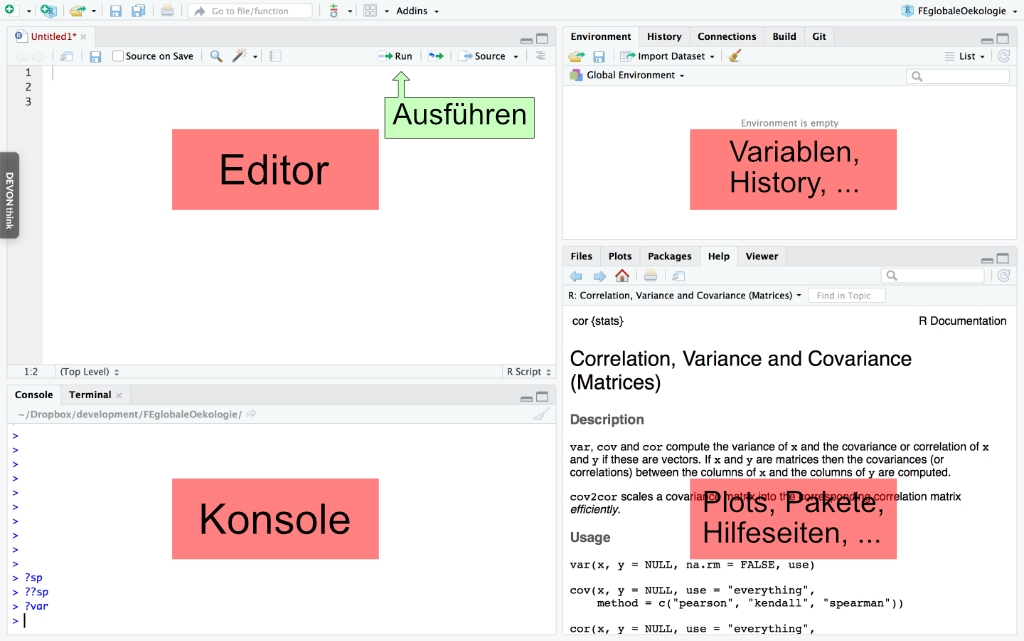 Go to file/function
Addins
FEglobaleOekologie
Untitled1*
Source on Save
Run
Source
1
2
3
Ausführen
Editor
DEVONthink
1:2
(Top Level)
R Script
Environment History Connections Build Git
Import Dataset
List
Global Environment
Environment is empty
Variablen,
History, ...
Console Terminal
~/Dropbox/development/FEglobaleOekologie/
>
>
>
>
>
>
>
>
>
>
> ?sp
> ??sp
> ?var
>
Konsole
Files Plots Packages Help Viewer
R: Correlation, Variance and Covariance (Matrices)
Find in Topic
cor {stats}
R Documentation
Correlation, Variance and Covariance
(Matrices)
Description
var, cov and cor compute the variance of x and the covariance or correlation of x
and y if these are vectors. If x and y are matrices then the covariances (or
correlations) between the columns of x and the columns of y are computed.
cov2cor scales a covariance matrix into the corresponding correlation matrix
efficiently.
Plots, Pakete,
Hilfeseiten, ...
Usage
var(x, y = NULL, na.rm = FALSE, use)
cov(x, y = NULL, use = "everything",
method = c("pearson", "kendall", "spearman"))
cor(x, y = NULL, use = "everything",